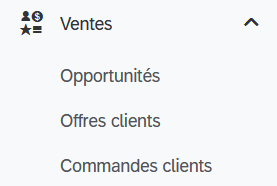 Ventes
Opportunités
Offres clients
Commandes clients